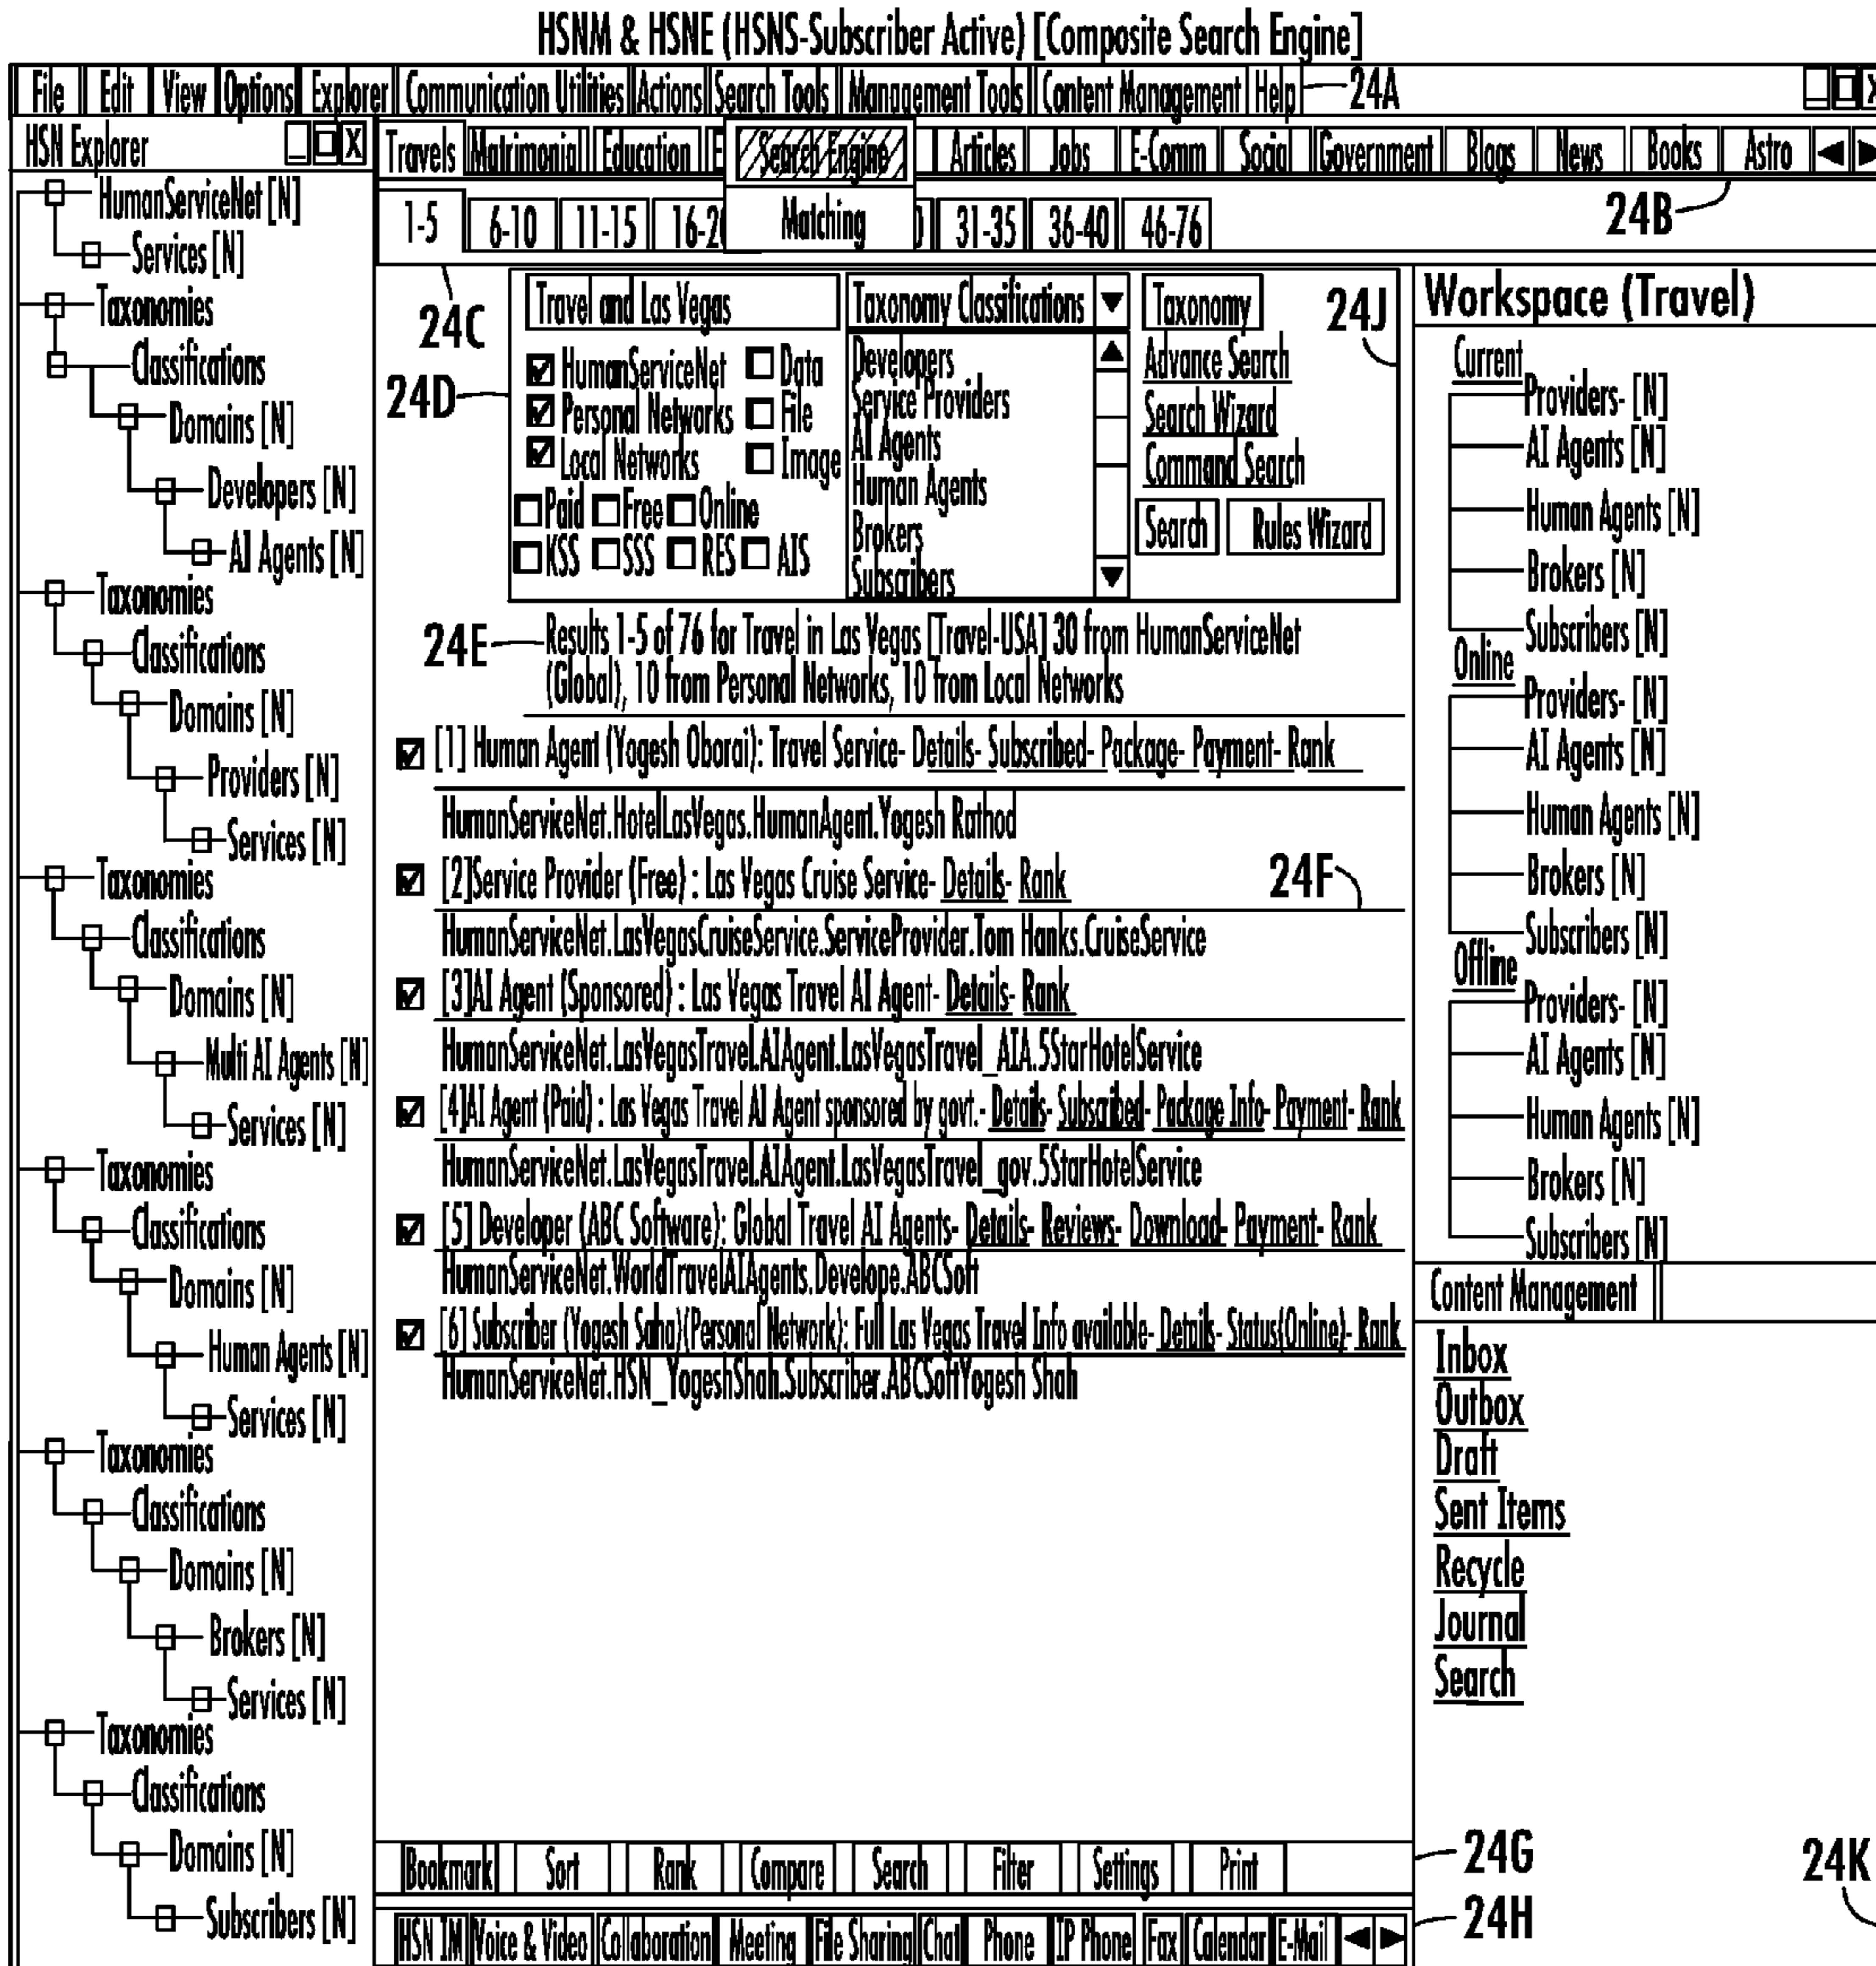 HSNM & HSNE (HSNS-Subscriber Active) [Composite Search Engine]
File Edit View Options Explorer Communication Utilities Actions Search Tools Management Tools Content Management Help 24A
HSN Explorer
Travels Matrimonial Education E Search Engine Articles Jobs E-Comm Social Government Blogs News Books Astro
Matching
24B
1-5 6-10 11-15 16-20 31-35 36-40 46-76
HumanServiceNet [N]
Services [N]
Taxonomies
Classifications
Domains [N]
Developers [N]
AI Agents [N]
Taxonomies
Classifications
Domains [N]
Providers [N]
Services [N]
Taxonomies
Classifications
Domains [N]
Multi AI Agents [N]
Services [N]
Taxonomies
Classifications
Domains [N]
Human Agents [N]
Services [N]
Taxonomies
Classifications
Domains [N]
Brokers [N]
Services [N]
Taxonomies
Classifications
Domains [N]
Subscribers [N]
24C
24D
Travel and Las Vegas
HumanServiceNet Data
Personal Networks File
Local Networks Image
Paid Free Online
KSS SSS RES AIS
Taxonomy Classifications
Developers
Service Providers
AI Agents
Human Agents
Brokers
Subscribers
Taxonomy
Advance Search
Search Wizard
Command Search
Search Rules Wizard
24J
24E
Results 1-5 of 76 for Travel in Las Vegas [Travel-USA] 30 from HumanServiceNet
(Global), 10 from Personal Networks, 10 from Local Networks
[1] Human Agent (Yogesh Obarai): Travel Service- Details- Subscribed- Package- Payment- Rank
HumanServiceNet.HotelLasVegas.HumanAgent.Yogesh Rathod
[2]Service Provider (Free) : Las Vegas Cruise Service- Details- Rank
24F
HumanServiceNet.LasVegasCruiseService.ServiceProvider.Tom Hanks.CruiseService
[3]AI Agent (Sponsored) : Las Vegas Travel AI Agent- Details- Rank
HumanServiceNet.LasVegasTravel.AIAgent.LasVegasTravel_AIA.5StarHotelService
[4]AI Agent (Paid) : Las Vegas Travel AI Agent sponsored by govt.- Details- Subscribed- Package Info- Payment- Rank
HumanServiceNet.LasVegasTravel.AIAgent.LasVegasTravel_gov.5StarHotelService
[5] Developer (ABC Software): Global Travel AI Agents- Details- Reviews- Download- Payment- Rank
HumanServiceNet.WorldTravelAIAgents.Develope.ABCSoft
[6] Subscriber (Yogesh Saha)(Personal Network): Full Las Vegas Travel Info available- Details- Status(Online)- Rank
HumanServiceNet.HSN_YogeshShah.Subscriber.ABCSoftYogesh Shah
Workspace (Travel)
Current
Providers- [N]
AI Agents [N]
Human Agents [N]
Brokers [N]
Subscribers [N]
Online
Providers- [N]
AI Agents [N]
Human Agents [N]
Brokers [N]
Subscribers [N]
Offline
Providers- [N]
AI Agents [N]
Human Agents [N]
Brokers [N]
Subscribers [N]
Content Management
Inbox
Outbox
Draft
Sent Items
Recycle
Journal
Search
Bookmark Sort Rank Compare Search Filter Settings Print
24G
24K
HSN IM Voice & Video Collaboration Meeting File Sharing Chat Phone IP Phone Fax Calendar E-Mail
24H